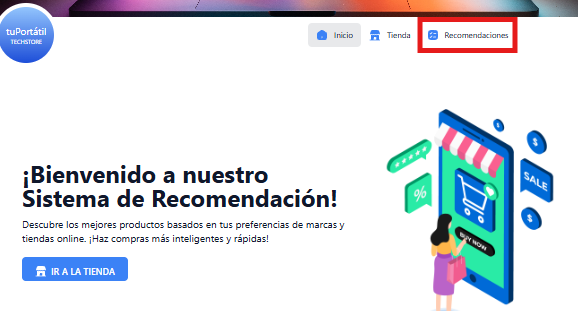 tuPortátil
TECHSTORE
Inicio
Tienda
Recomendaciones
¡Bienvenido a nuestro
Sistema de Recomendación!
Descubre los mejores productos basados en tus preferencias de marcas y
tiendas online. ¡Haz compras más inteligentes y rápidas!
IR A LA TIENDA
%
$
$
SALE
$
BUY NOW